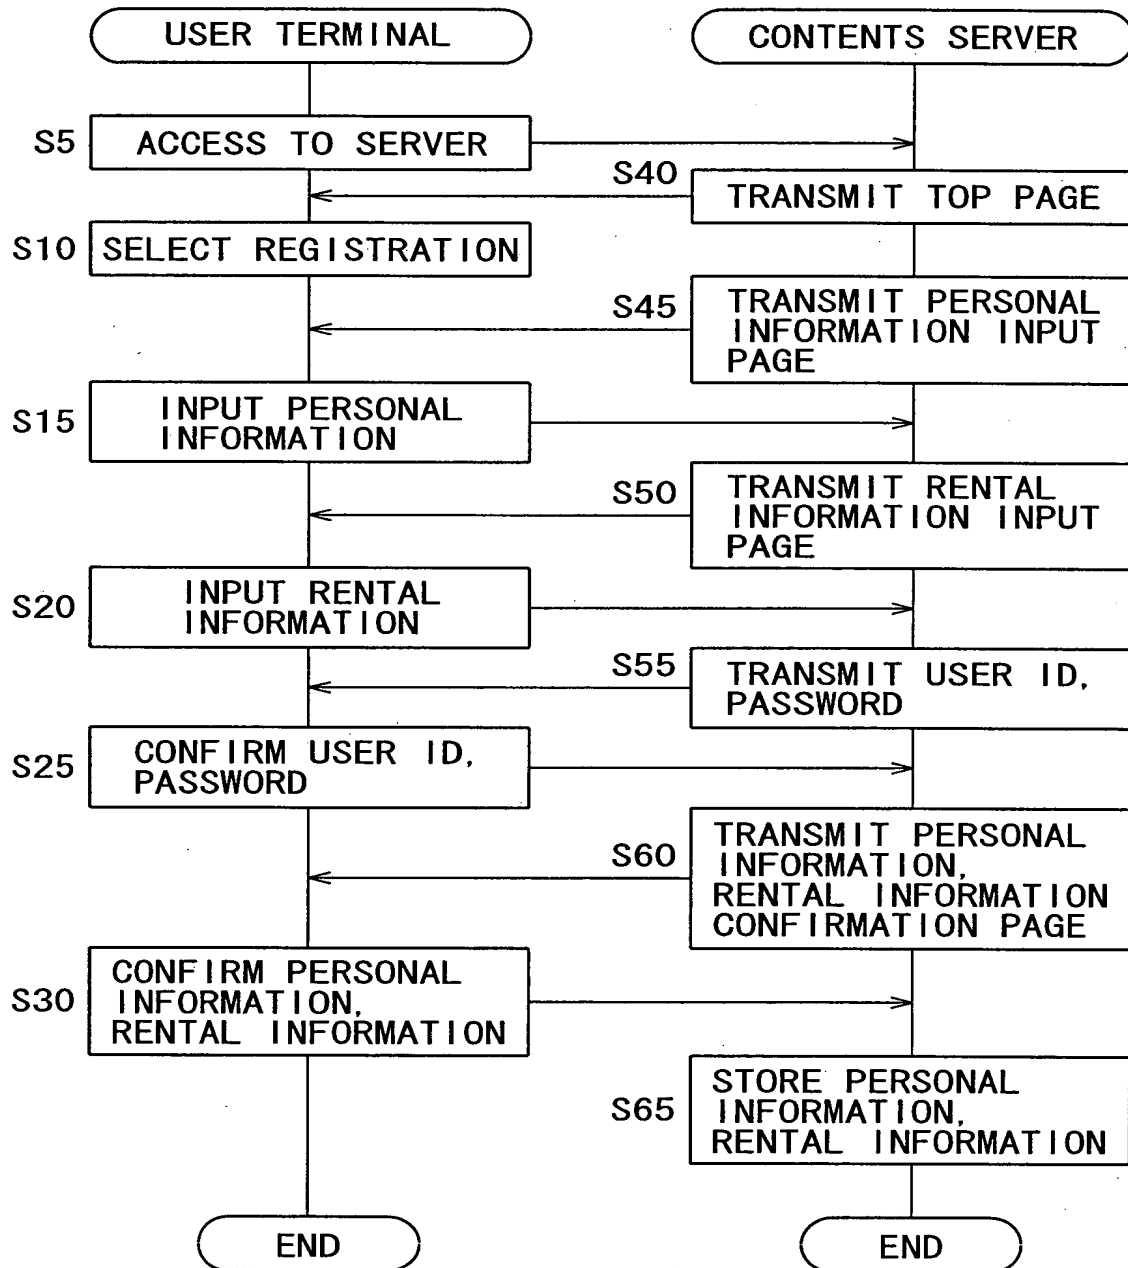 USER TERMINAL
CONTENTS SERVER
S5
ACCESS TO SERVER
S40
TRANSMIT TOP PAGE
S10
SELECT REGISTRATION
S45
TRANSMIT PERSONAL
INFORMATION INPUT
PAGE
S15
INPUT PERSONAL
INFORMATION
S50
TRANSMIT RENTAL
INFORMATION INPUT
PAGE
S20
INPUT RENTAL
INFORMATION
S55
TRANSMIT USER ID,
PASSWORD
S25
CONFIRM USER ID,
PASSWORD
S60
TRANSMIT PERSONAL
INFORMATION,
RENTAL INFORMATION
CONFIRMATION PAGE
S30
CONFIRM PERSONAL
INFORMATION,
RENTAL INFORMATION
S65
STORE PERSONAL
INFORMATION,
RENTAL INFORMATION
END
END